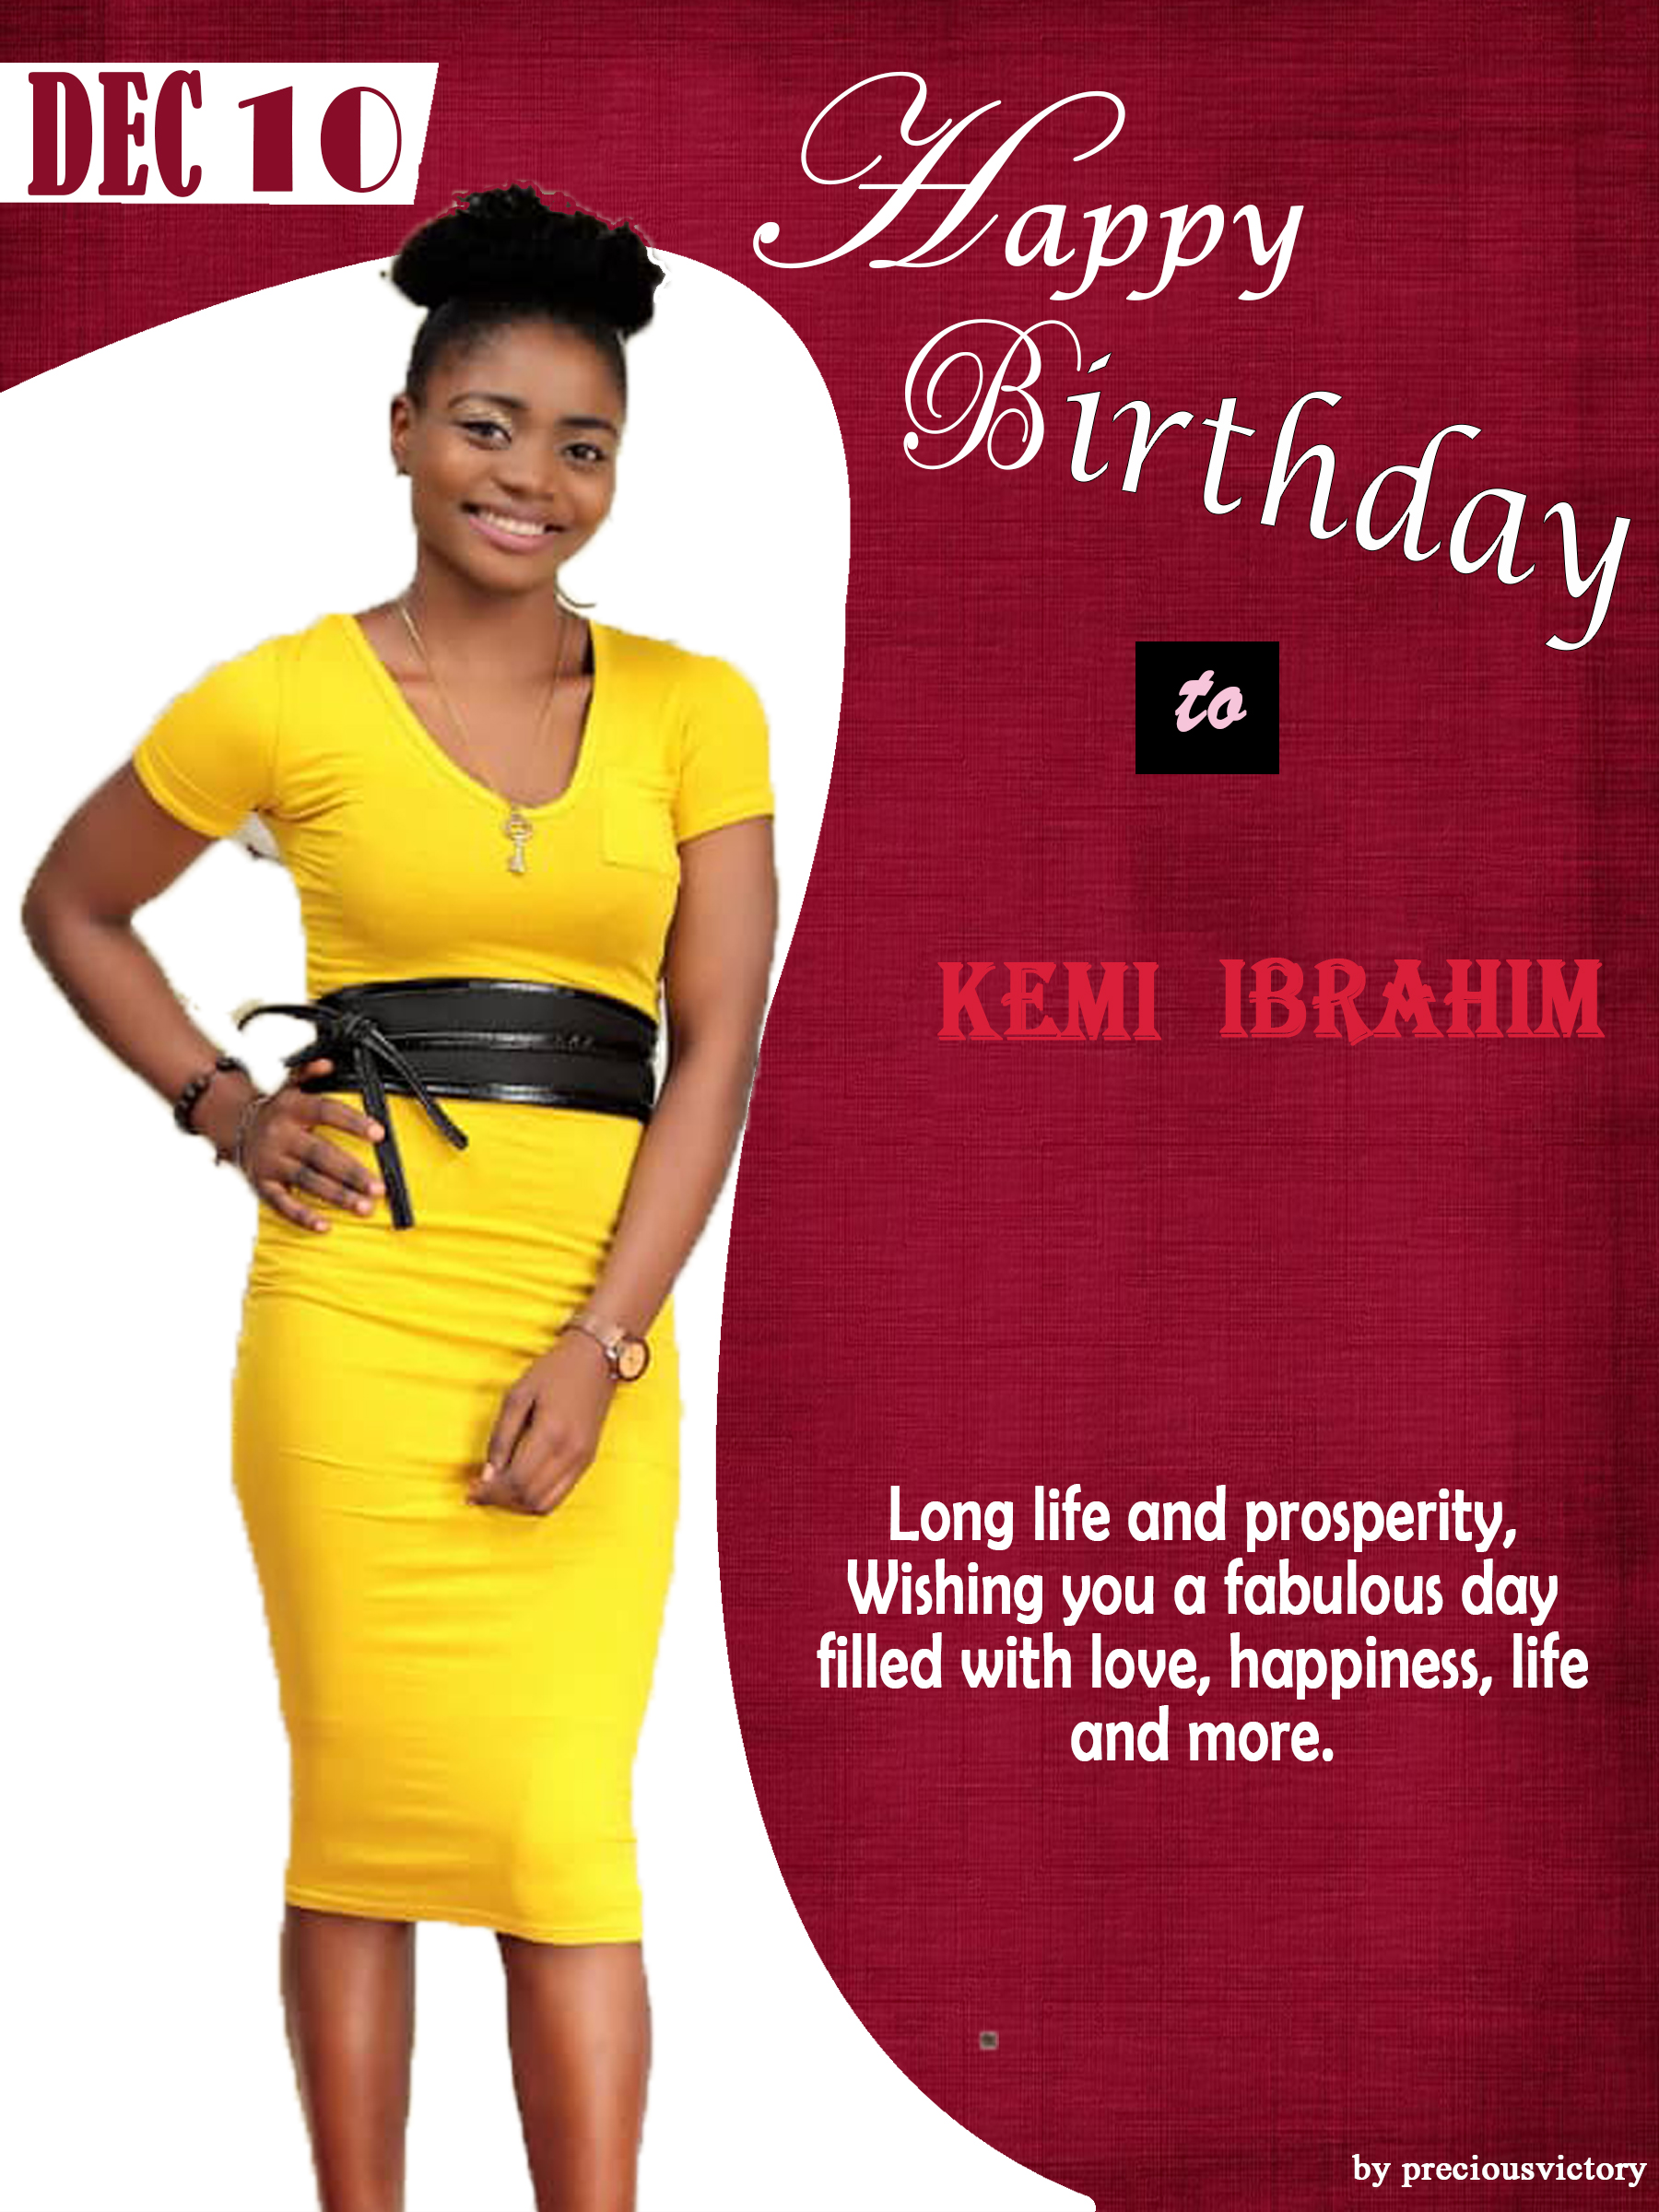 DEC 10
Happy
Birthday
to
KEMI IBRAHIM
Long life and prosperity,
Wishing you a fabulous day
filled with love, happiness, life
and more.
by preciousvictory